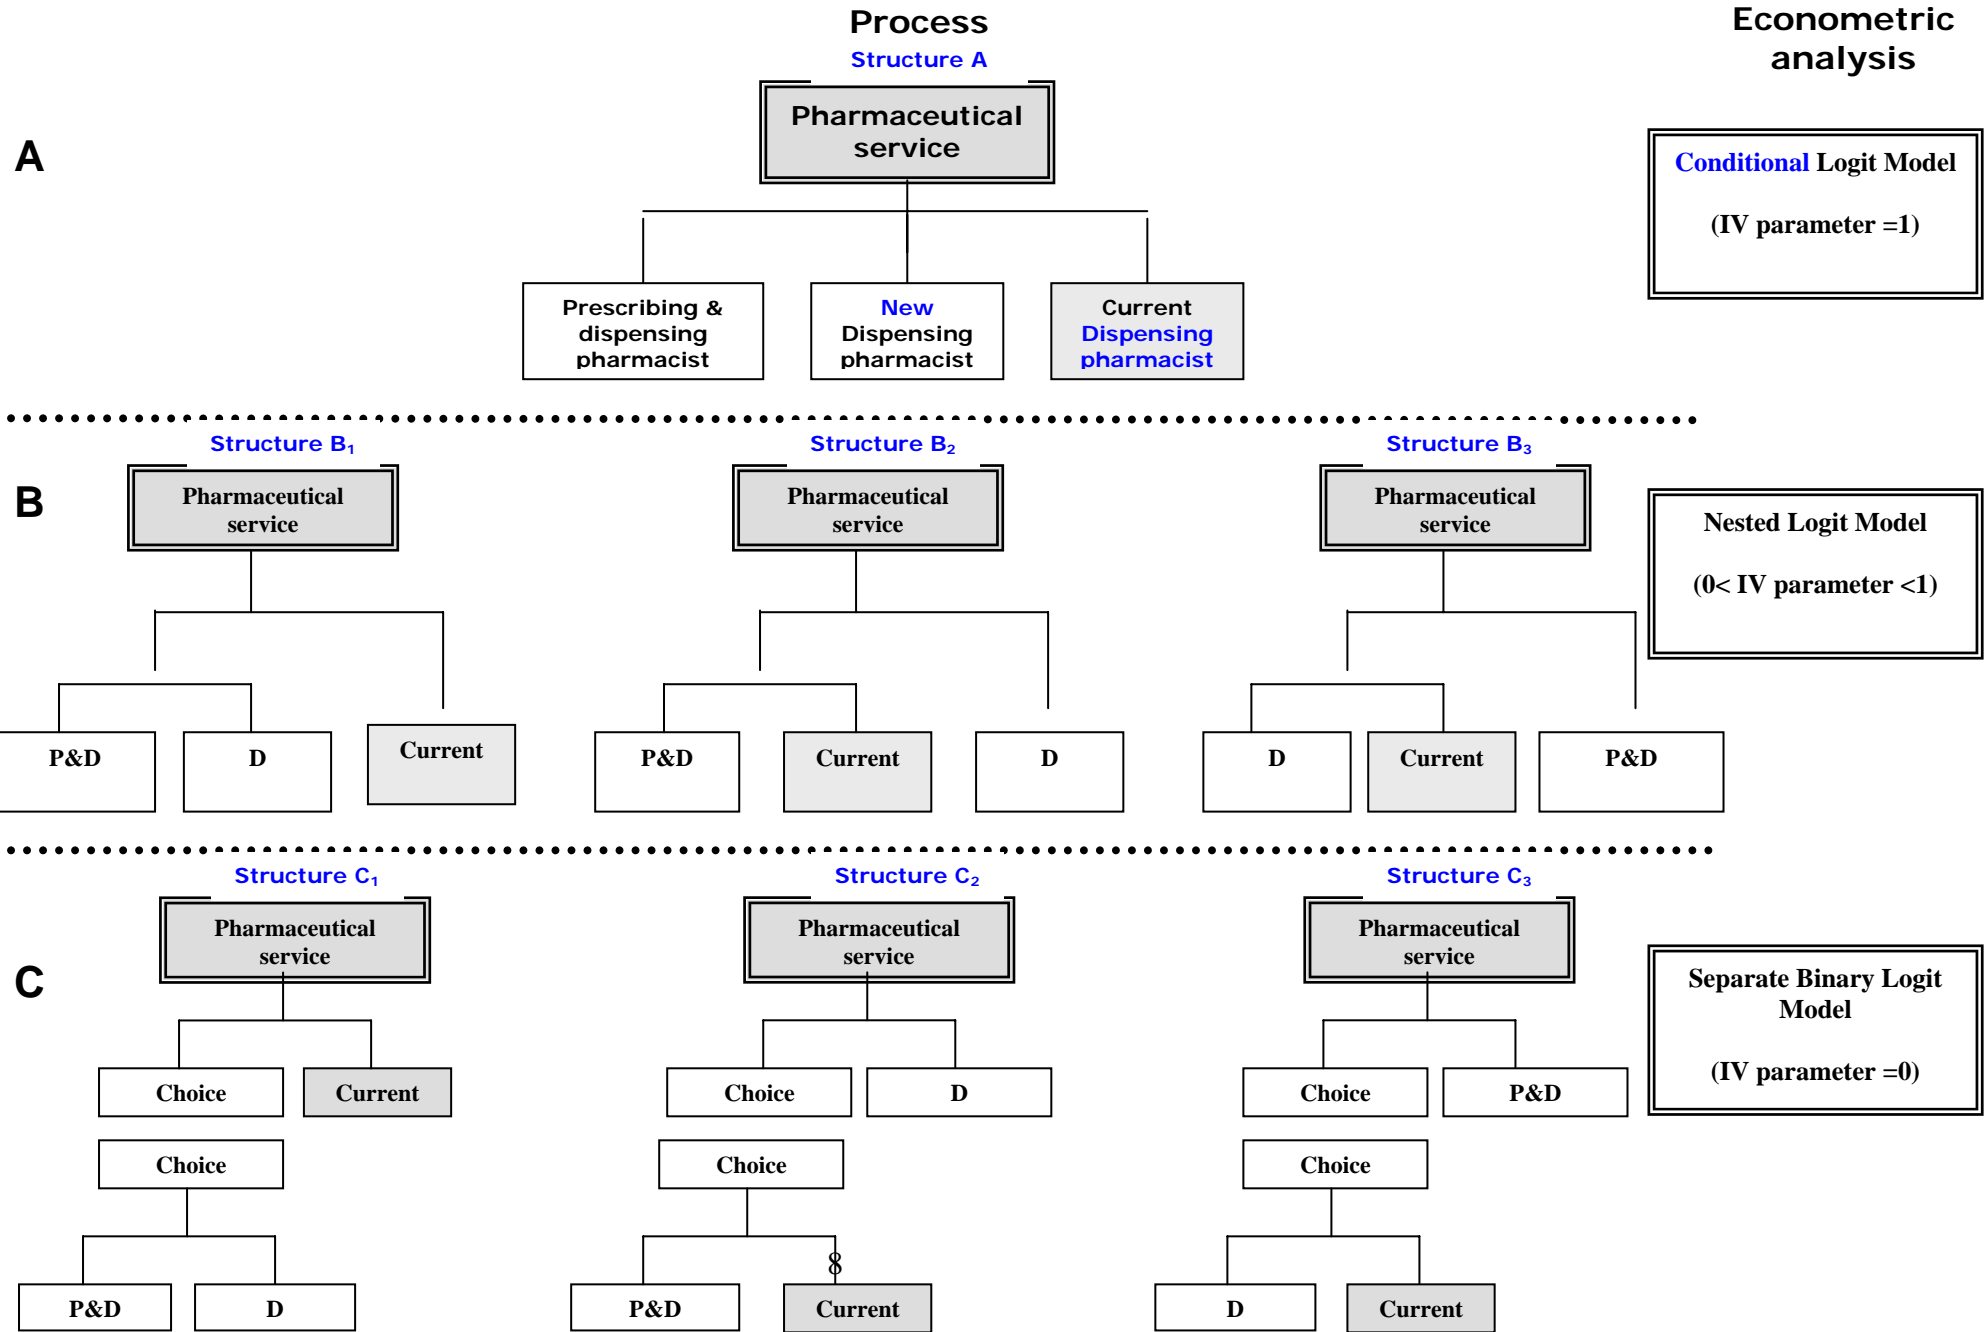 Process
Econometric
analysis
Structure A
Pharmaceutical
service
A
Conditional Logit Model
(IV parameter =1)
Prescribing &
dispensing
pharmacist
New
Dispensing
pharmacist
Current
Dispensing
pharmacist
Structure B1
Structure B2
Structure B3
B
Pharmaceutical
service
Pharmaceutical
service
Pharmaceutical
service
Nested Logit Model
(0< IV parameter <1)
P&D
D
Current
P&D
Current
D
D
Current
P&D
Structure C1
Structure C2
Structure C3
C
Pharmaceutical
service
Pharmaceutical
service
Pharmaceutical
service
Separate Binary Logit
Model
(IV parameter =0)
Choice
Current
Choice
D
Choice
P&D
Choice
Choice
Choice
8
P&D
D
P&D
Current
D
Current